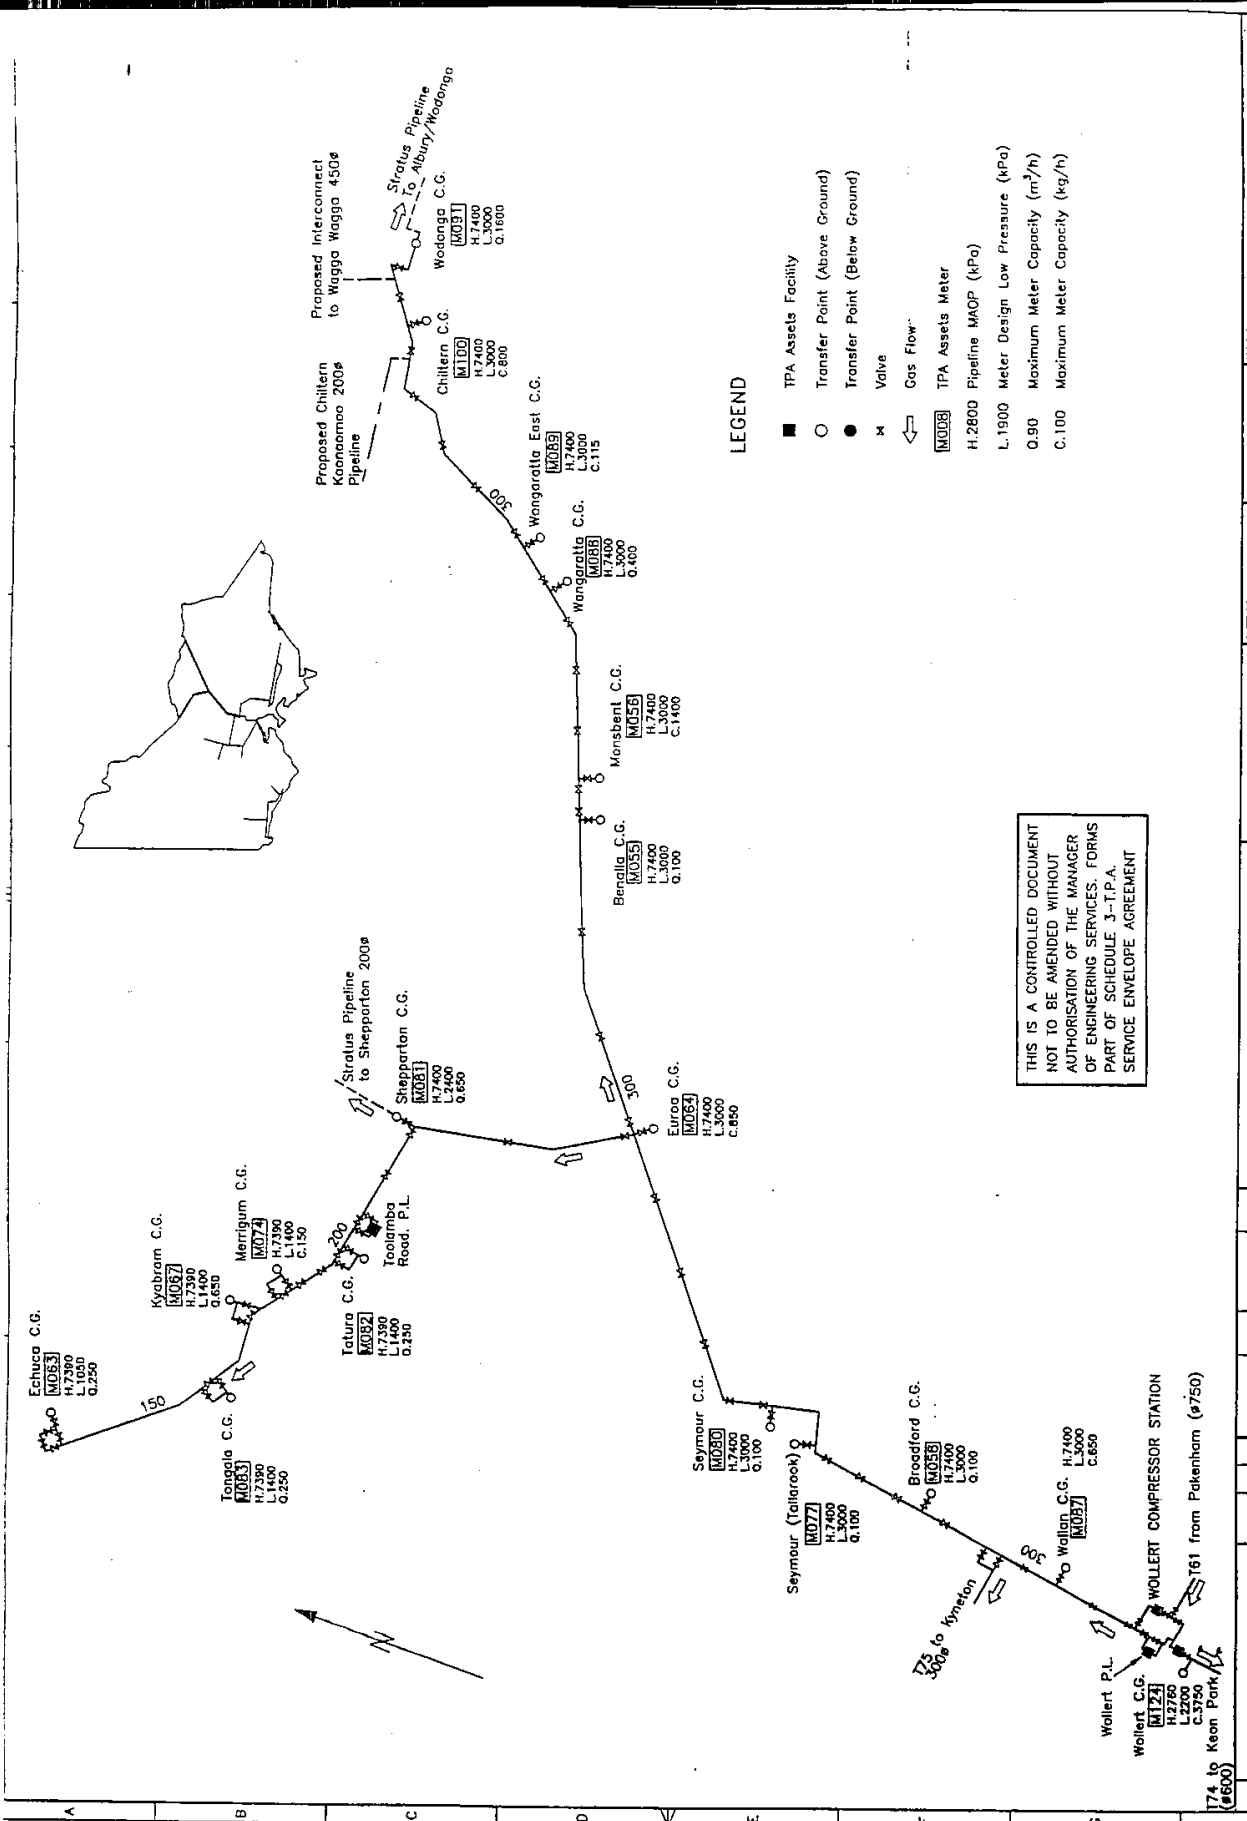 Proposed Interconnect
to Wagga Wagga 450ø
Stratus Pipeline
To Albury/Wodonga
Wodonga C.G.
M091
H.7400
L.3000
Q.1600
Proposed Chiltern
Koonoomoo 200ø
Pipeline
Chiltern C.G.
M100
H.7400
L.3000
C.800
300
Wangaratta East C.G.
M089
H.7400
L.3000
C.115
Wangaratta C.G.
M088
H.7400
L.3000
Q.400
Monsbent C.G.
M056
H.7400
L.3000
C.1400
Benalla C.G.
M055
H.7400
L.3000
Q.100
Stratus Pipeline
to Shepparton 200ø
Shepparton C.G.
M081
H.7400
L.2400
Q.650
300
Euroa C.G.
M064
H.7400
L.3000
C.850
Echuca C.G.
M063
H.7390
L.1050
Q.250
150
Kyabram C.G.
M067
H.7390
L.1400
Q.650
Merrigum C.G.
M074
H.7390
L.1400
C.150
200
Toolamba
Road. P.L.
Tatura C.G.
M082
H.7390
L.1400
Q.250
Tongala C.G.
M083
H.7390
L.1400
Q.250
N
Seymour C.G.
M080
H.7400
L.3000
Q.100
Seymour (Tallarook)
M077
H.7400
L.3000
Q.100
Broadford C.G.
M058
H.7400
L.3000
Q.100
Wallan C.G.
M087
H.7400
L.3000
C.650
300
T75 to Kyneton
300ø
WOLLERT COMPRESSOR STATION
T61 from Pakenham (ø750)
Wollert P.L.
Wollert C.G.
M124
H.2760
L.2200
C.3750
T74 to Keon Park
(ø600)
LEGEND
TPA Assets Facility
Transfer Point (Above Ground)
Transfer Point (Below Ground)
Valve
Gas Flow
M008 TPA Assets Meter
H.2800 Pipeline MAOP (kPa)
L.1900 Meter Design Low Pressure (kPa)
Q.90 Maximum Meter Capacity (m³/h)
C.100 Maximum Meter Capacity (kg/h)
THIS IS A CONTROLLED DOCUMENT
NOT TO BE AMENDED WITHOUT
AUTHORISATION OF THE MANAGER
OF ENGINEERING SERVICES. FORMS
PART OF SCHEDULE 3-T.P.A.
SERVICE ENVELOPE AGREEMENT
A
B
C